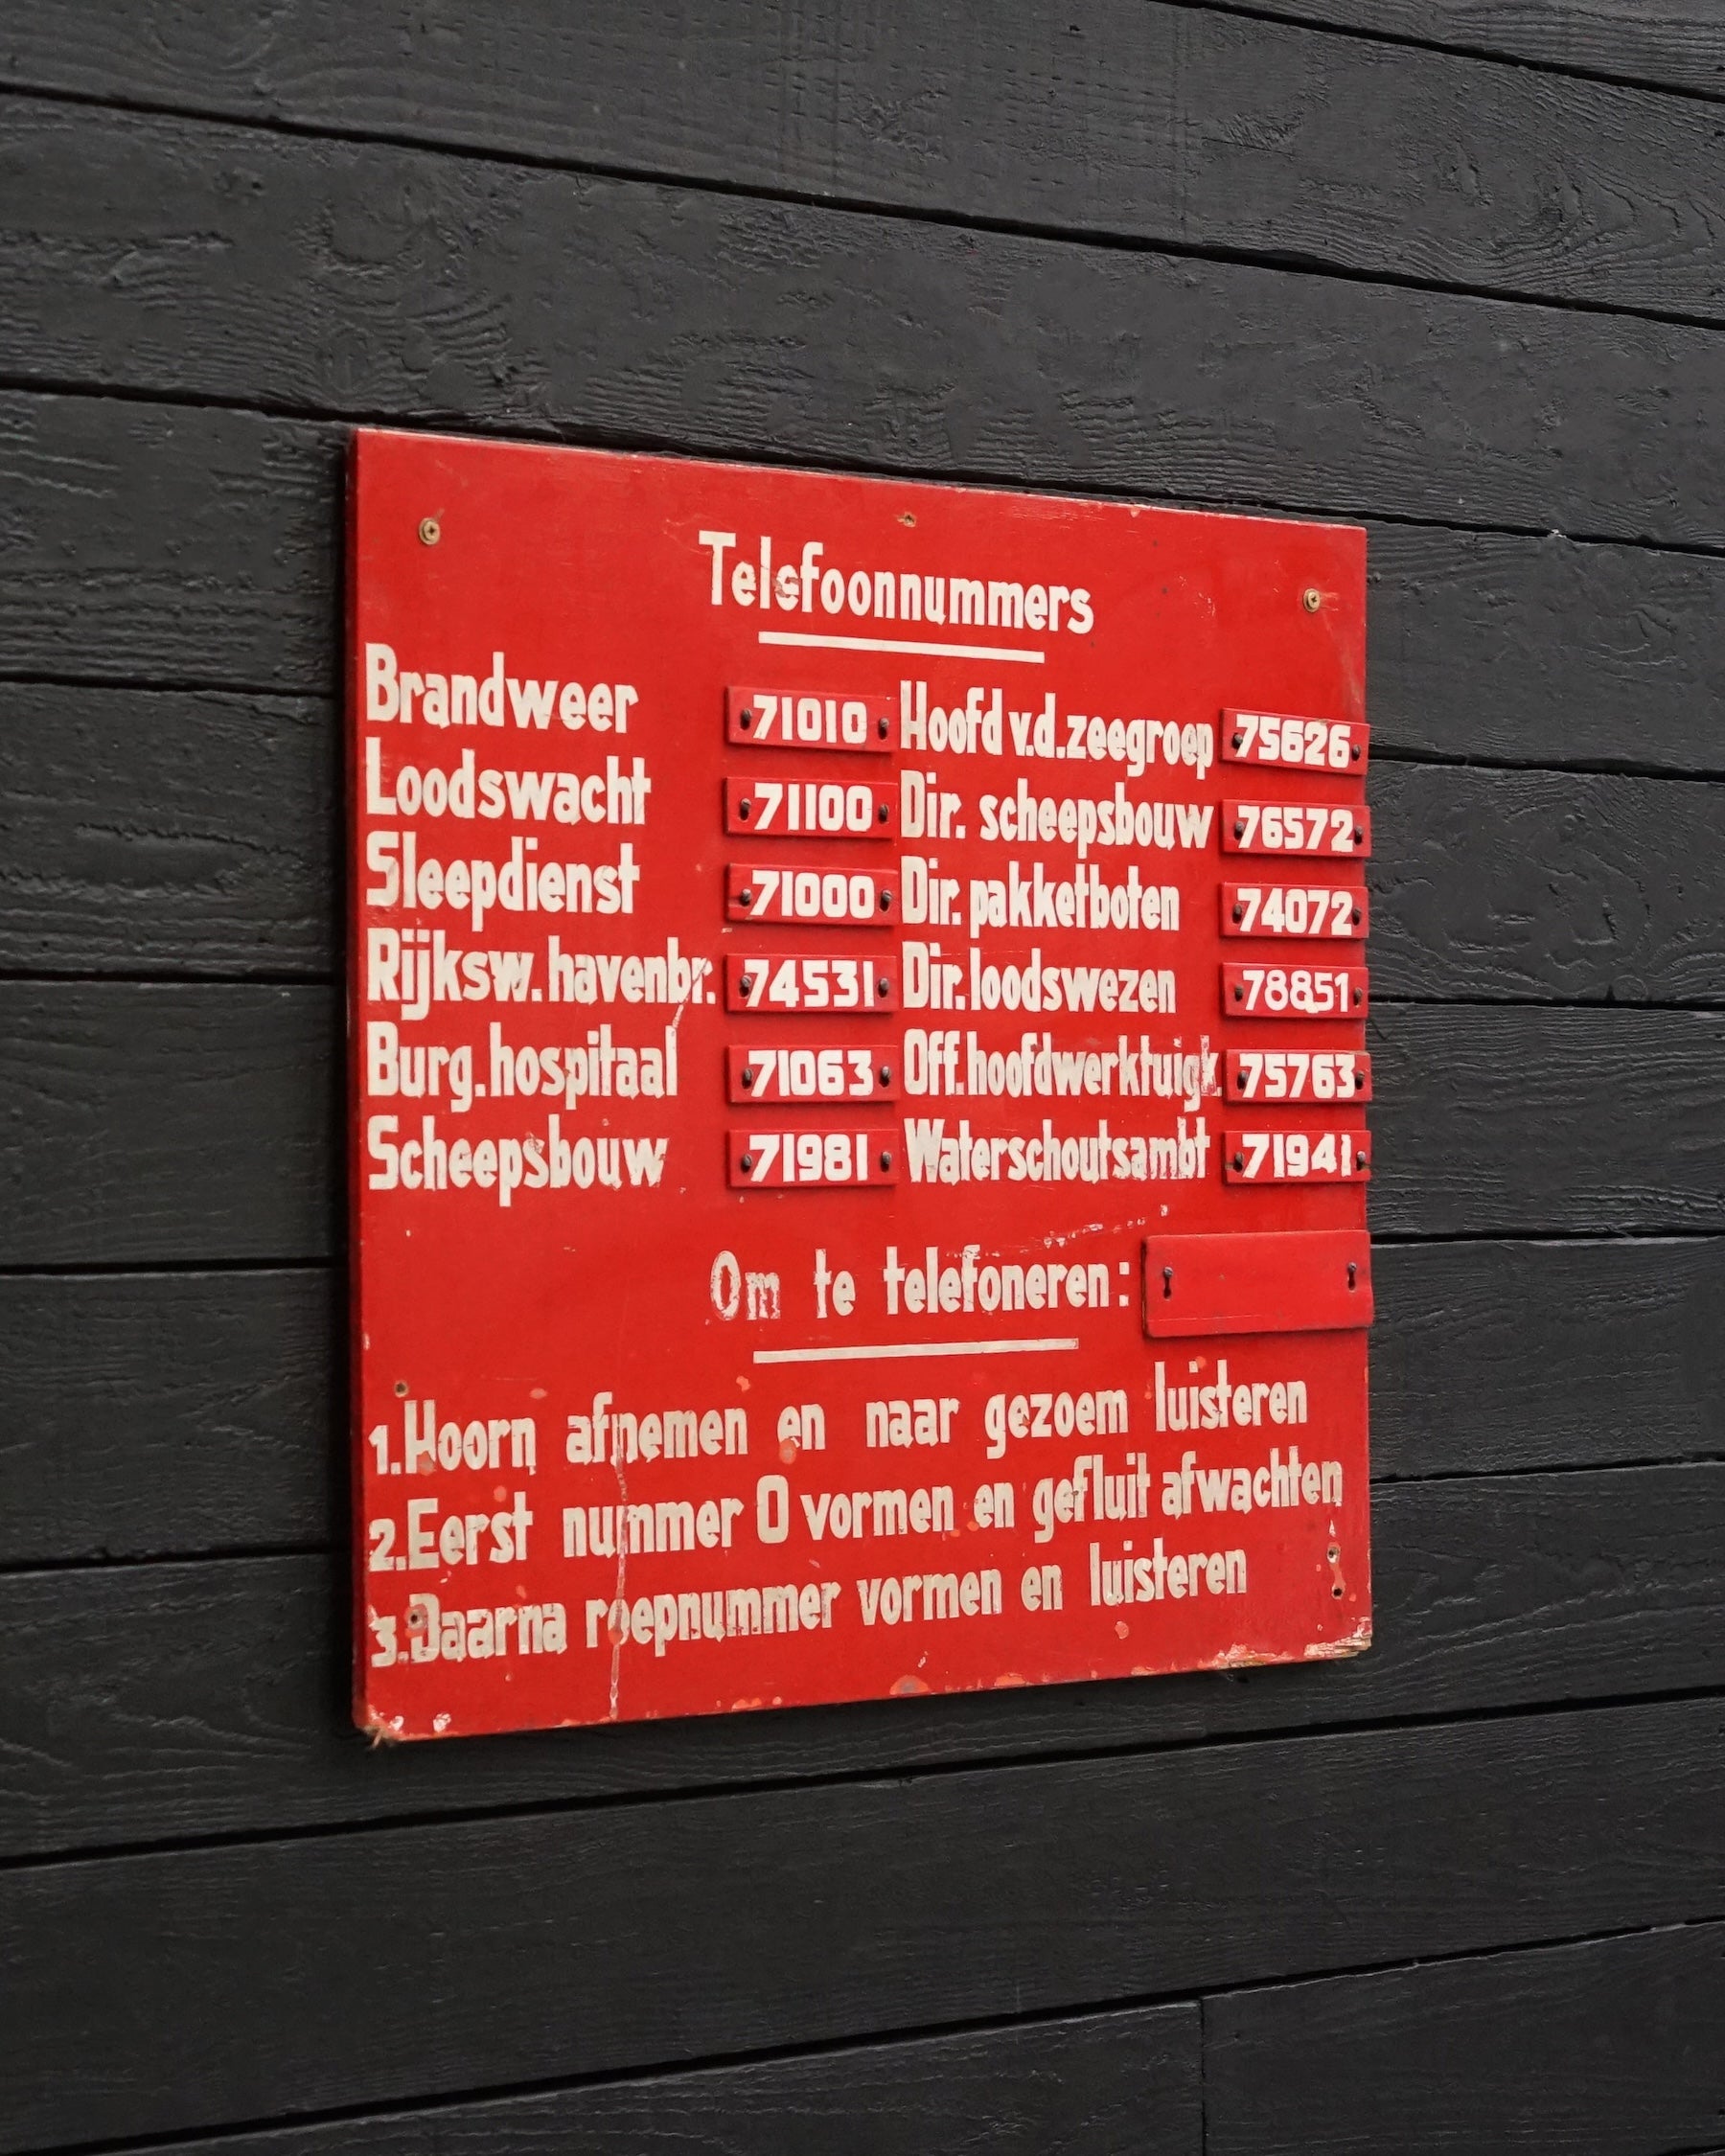 Telefoonnummers
Brandweer 71010 Hoofd v.d. zeegroep 75626
Loodswacht 71100 Dir. scheepsbouw 76572
Sleepdienst 71000 Dir. pakketboten 74072
Rijksw. havenbr. 74531 Dir. loodswezen 78851
Burg. hospitaal 71063 Off. hoofdwerktuigk. 75763
Scheepsbouw 71981 Waterschoutsambt 71941
Om te telefoneren:
1. Hoorn afnemen en naar gezoem luisteren
2. Eerst nummer 0 vormen en gefluit afwachten
3. Daarna roepnummer vormen en luisteren